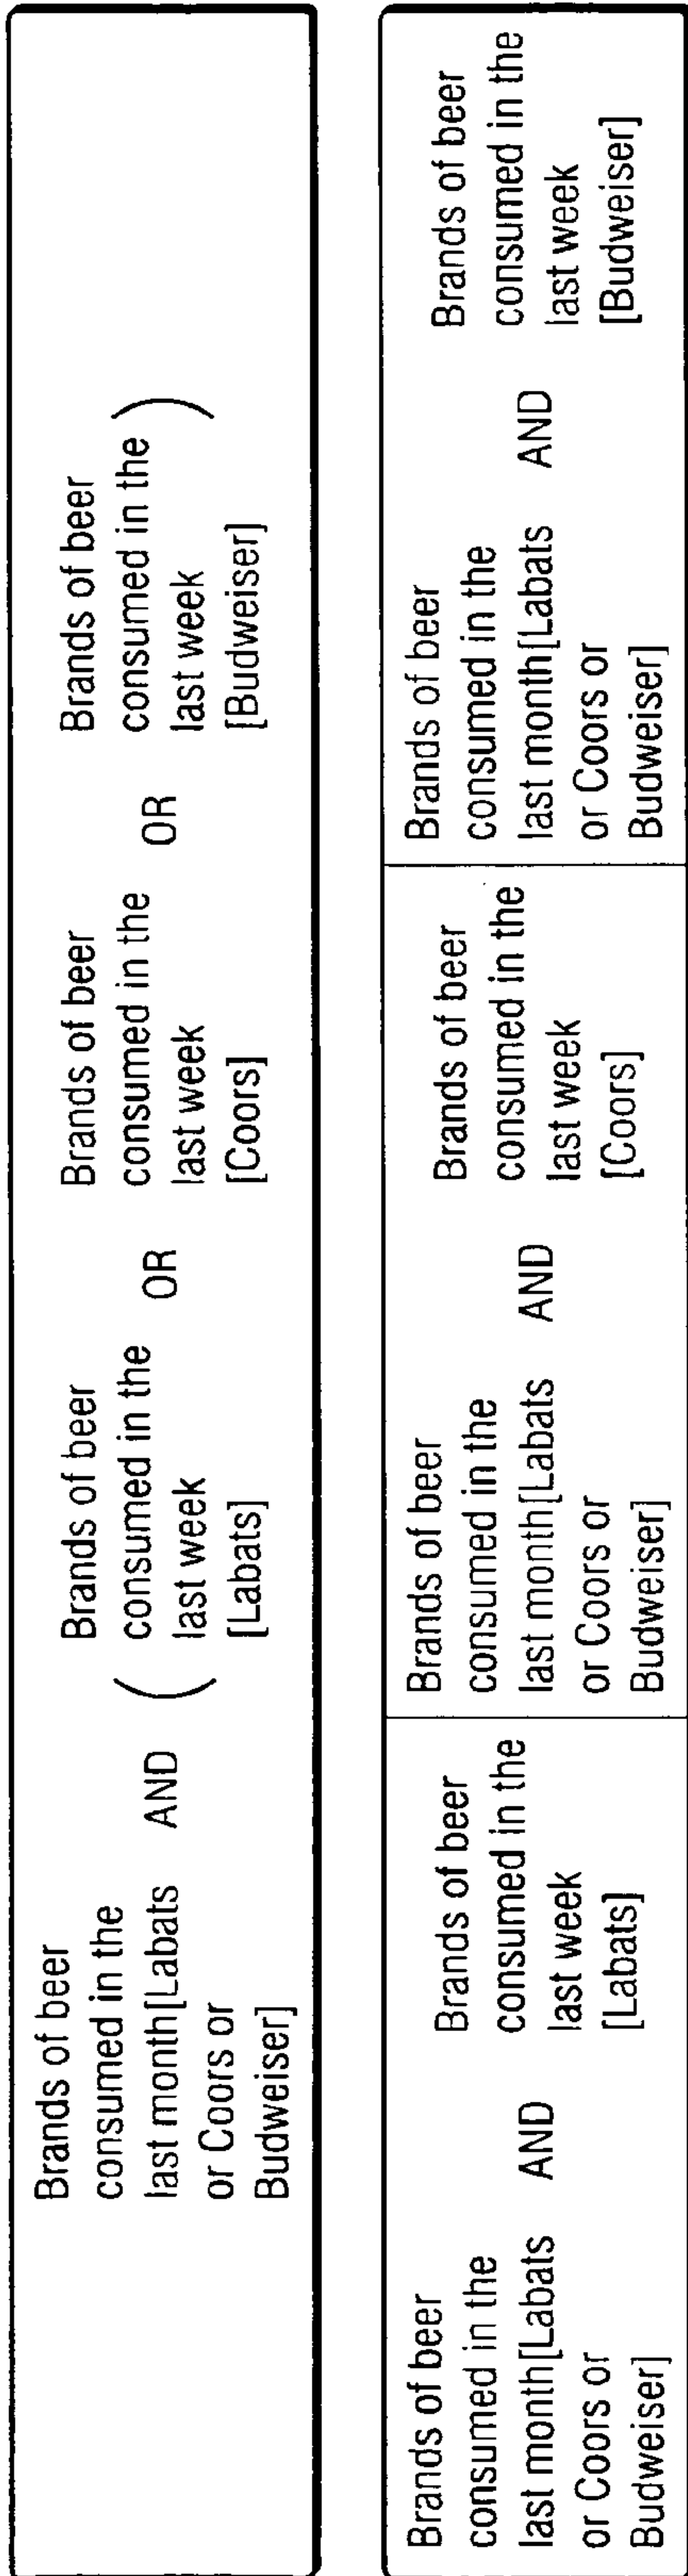 Brands of beer
consumed in the
last month[Labats
or Coors or
Budweiser]
AND
(
Brands of beer
consumed in the
last week
[Labats]
OR
Brands of beer
consumed in the
last week
[Coors]
OR
Brands of beer
consumed in the
last week
[Budweiser]
)
Brands of beer
consumed in the
last month[Labats
or Coors or
Budweiser]
AND
Brands of beer
consumed in the
last week
[Labats]
Brands of beer
consumed in the
last month[Labats
or Coors or
Budweiser]
AND
Brands of beer
consumed in the
last week
[Coors]
Brands of beer
consumed in the
last month[Labats
or Coors or
Budweiser]
AND
Brands of beer
consumed in the
last week
[Budweiser]